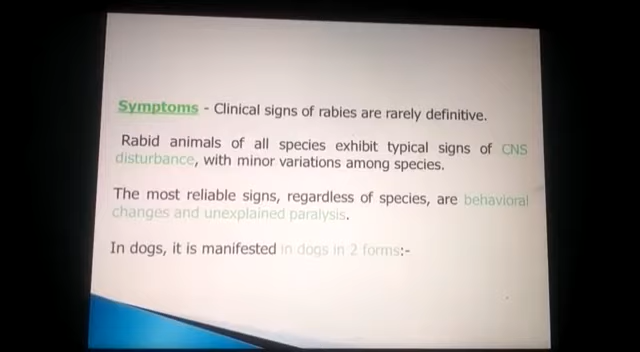 Symptoms - Clinical signs of rabies are rarely definitive.
Rabid animals of all species exhibit typical signs of CNS
disturbance, with minor variations among species.
The most reliable signs, regardless of species, are behavioral
changes and unexplained paralysis.
In dogs, it is manifested in dogs in 2 forms:-